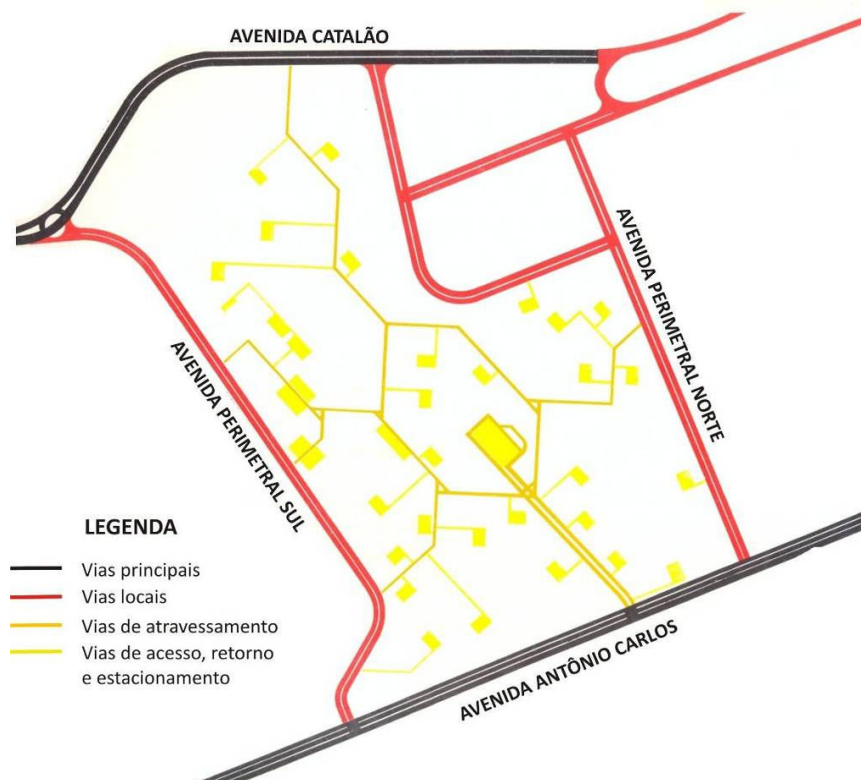 AVENIDA CATALÃO
AVENIDA PERIMETRAL NORTE
AVENIDA PERIMETRAL SUL
AVENIDA ANTÔNIO CARLOS
LEGENDA
Vias principais
Vias locais
Vias de atravessamento
Vias de acesso, retorno
e estacionamento